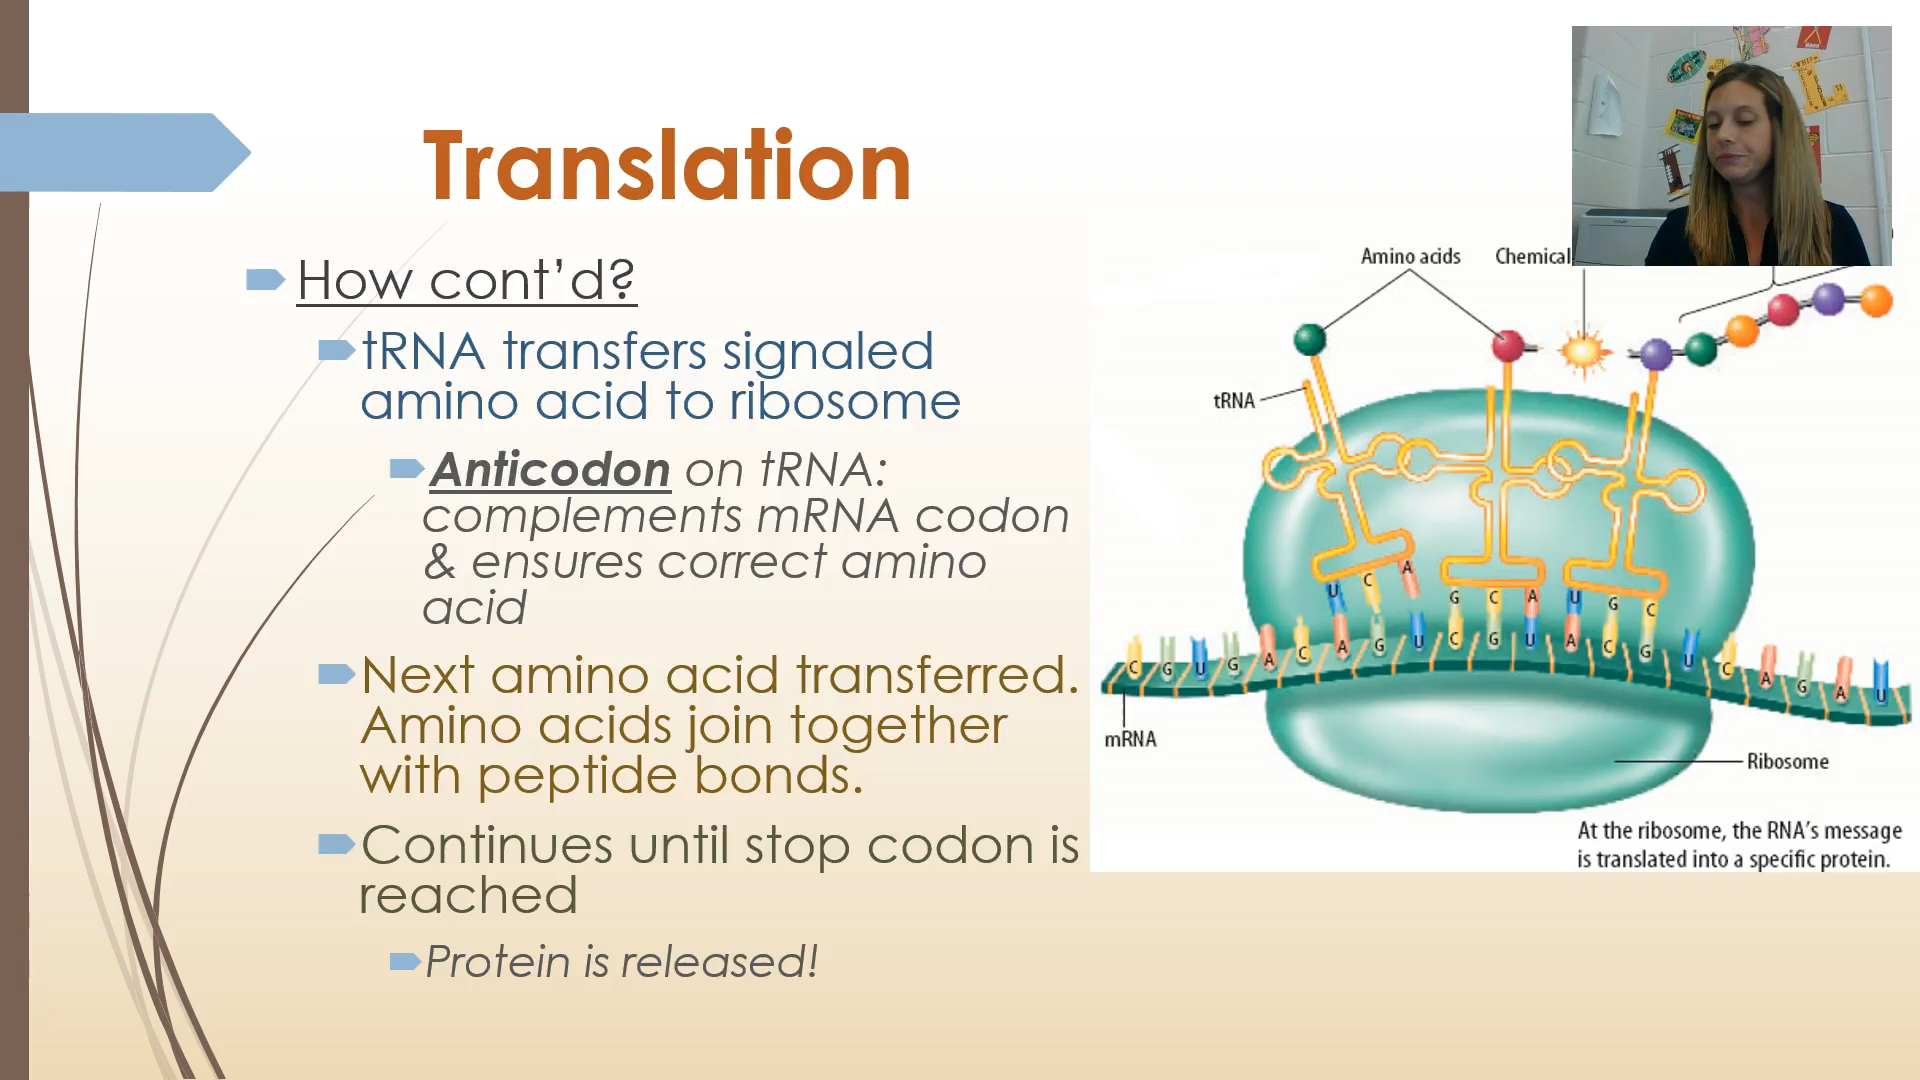 Translation
How cont'd?
tRNA transfers signaled
amino acid to ribosome
Anticodon on tRNA:
complements mRNA codon
& ensures correct amino
acid
Next amino acid transferred.
Amino acids join together
with peptide bonds.
Continues until stop codon is
reached
Protein is released!
Amino acids Chemical
tRNA
U C A G C A U G C
C G U G A C A G U C G U A C G U C A G A U
mRNA
Ribosome
At the ribosome, the RNA's message
is translated into a specific protein.